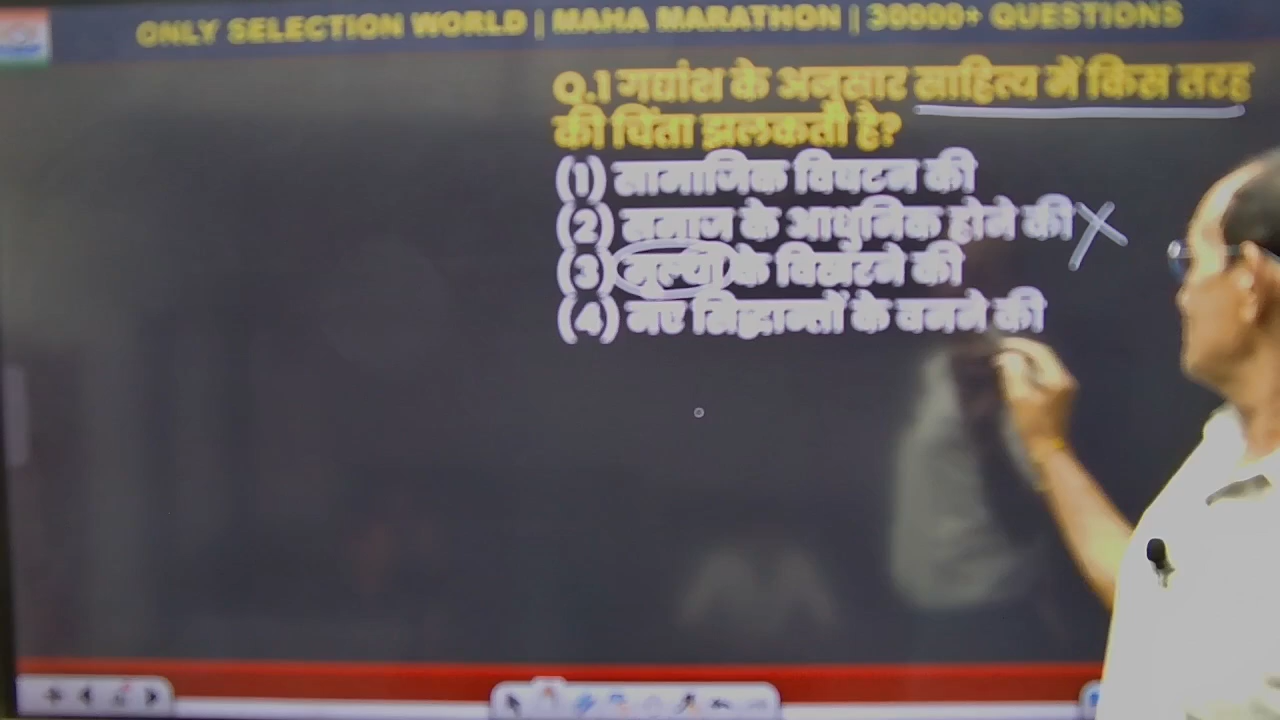 ONLY SELECTION WORLD | MAHA MARATHON | 30000+ QUESTIONS
Q.1 गद्यांश के अनुसार साहित्य में किस तरह
की चिंता झलकती है?
(1) सामाजिक विघटन की
(2) समाज के आधुनिक होने की
(3) मूल्यों के बिखरने की
(4) नए सिद्धान्तों के बनने की